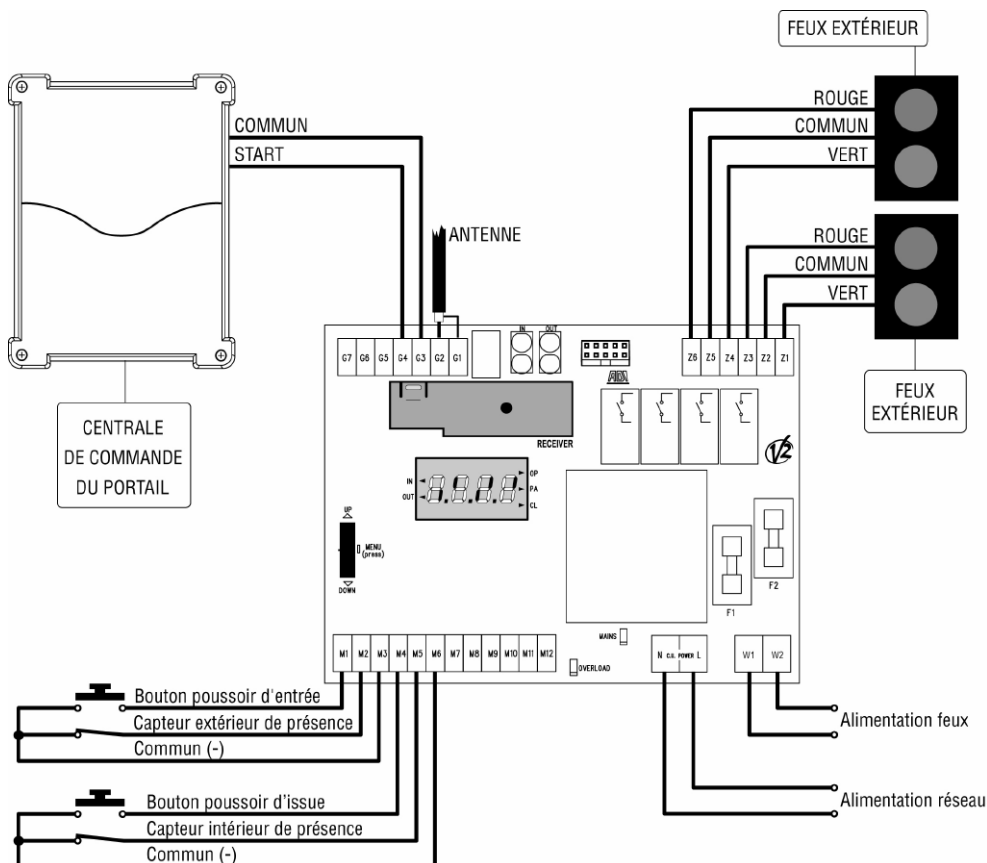 FEUX EXTÉRIEUR
ROUGE
COMMUN
VERT
COMMUN
START
ANTENNE
ROUGE
COMMUN
VERT
FEUX
EXTÉRIEUR
CENTRALE
DE COMMANDE
DU PORTAIL
IN
OUT
G7 G6 G5 G4 G3 G2 G1
Z6 Z5 Z4 Z3 Z2 Z1
ADI
RECEIVER
V2
IN
OUT
OP
PA
CL
UP
MENU
(press)
DOWN
F1
F2
MAINS
OVERLOAD
M1 M2 M3 M4 M5 M6 M7 M8 M9 M10 M11 M12
N C.U. POWER L
W1 W2
Bouton poussoir d'entrée
Capteur extérieur de présence
Commun (-)
Alimentation feux
Alimentation réseau
Bouton poussoir d'issue
Capteur intérieur de présence
Commun (-)